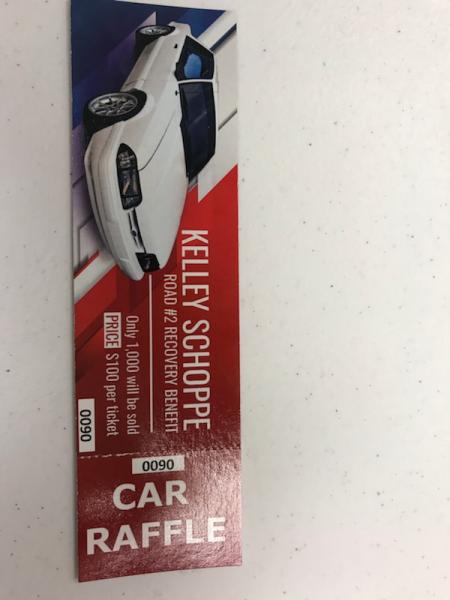 KELLEY SCHOPPE
ROAD #2 RECOVERY BENEFIT
Only 1,000 will be sold
PRICE $100 per ticket
0090
0090
CAR
RAFFLE